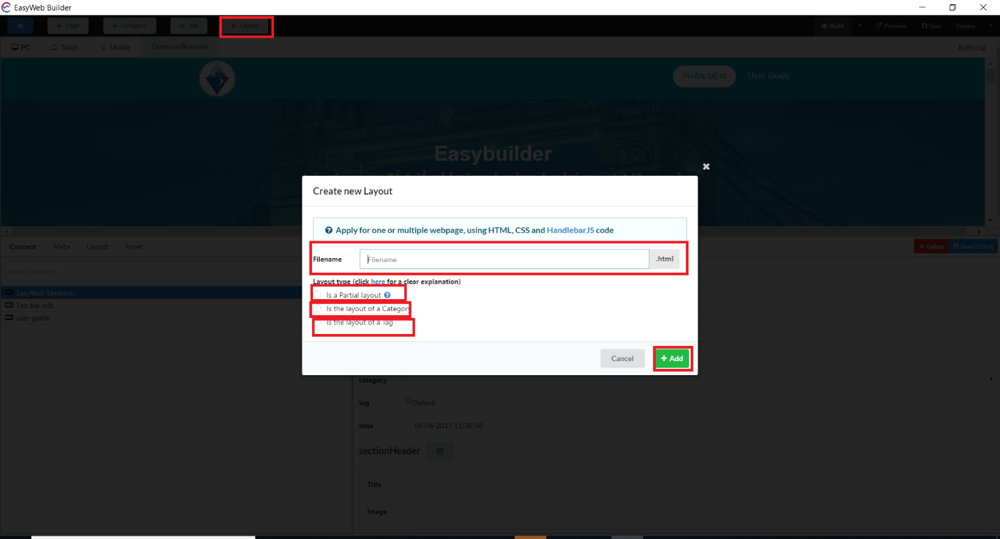 EasyWeb Builder
+ Page + Category + Tag + Layout Build Preview Sync Deploy
PC Tablet Mobile Open on Browser Build Log
PHẦN MỀM User Guide
Easybuilder
Create new Layout
Apply for one or multiple webpage, using HTML, CSS and HandlebarJS code
Content Meta Layout Asset
Delete Save (Ctrl+S)
Filename Filename .html
Layout type (click here for a clear explanation)
Is a Partial layout
Is the layout of a Category
Is the layout of a Tag
EasyWeb Skeleton
Tao bài viết
user guide
Cancel + Add
category
tag Default
date 18-04-2017 11:38:58
sectionHeader
Title
Image